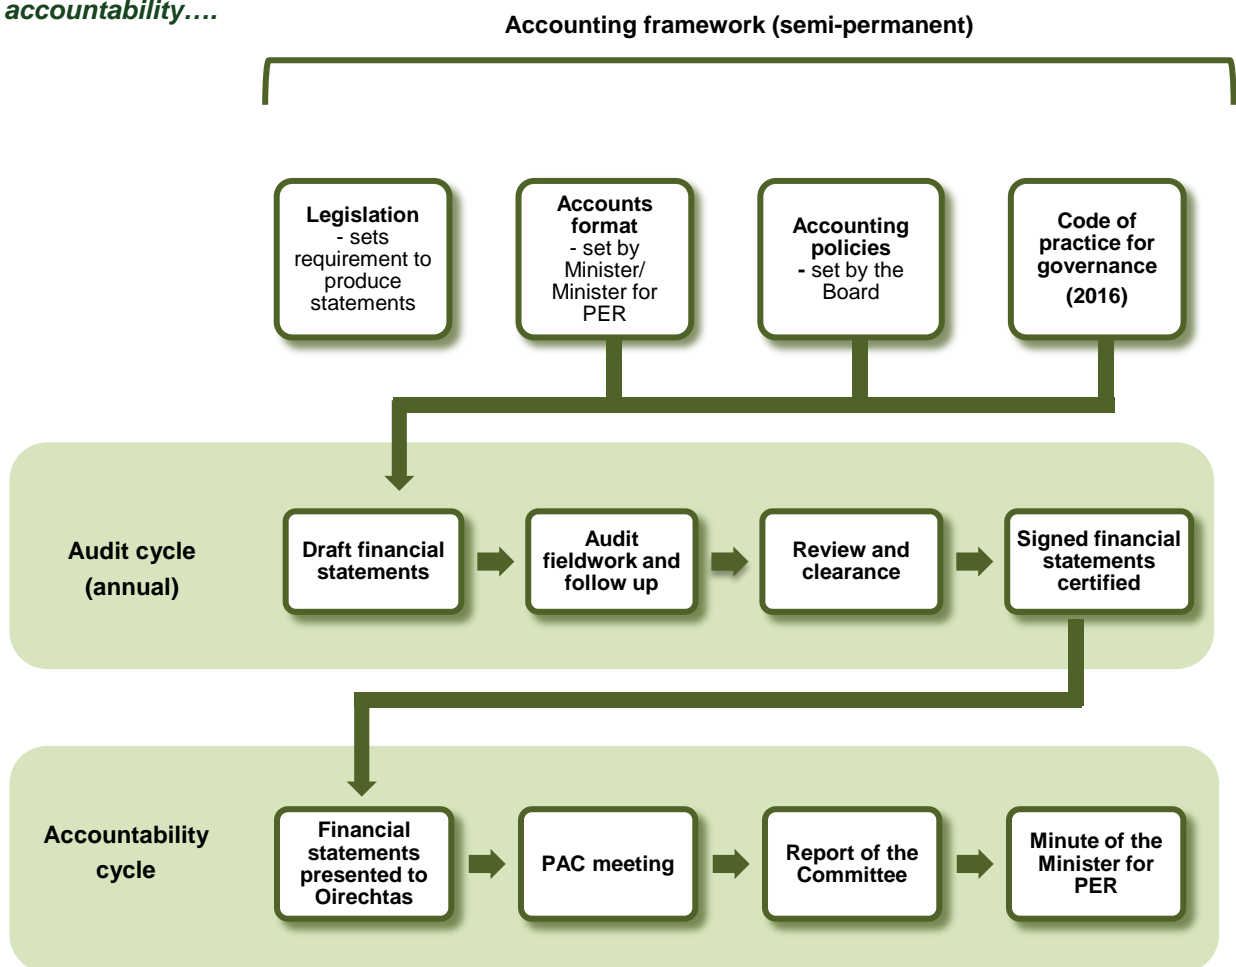 accountability….
Accounting framework (semi-permanent)
Legislation
- sets
requirement to
produce
statements
Accounts
format
- set by
Minister/
Minister for
PER
Accounting
policies
- set by the
Board
Code of
practice for
governance
(2016)
Audit cycle
(annual)
Draft financial
statements
Audit
fieldwork and
follow up
Review and
clearance
Signed financial
statements
certified
Accountability
cycle
Financial
statements
presented to
Oirechtas
PAC meeting
Report of the
Committee
Minute of the
Minister for
PER